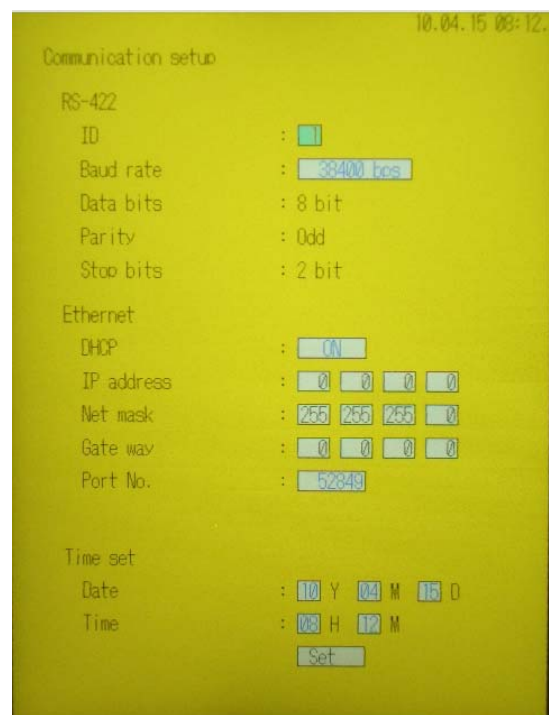 10.04.15 08:12.
Communication setup
RS-422
ID : 1
Baud rate : 38400 bps
Data bits : 8 bit
Parity : Odd
Stop bits : 2 bit
Ethernet
DHCP : ON
IP address : 0 0 0 0
Net mask : 255 255 255 0
Gate way : 0 0 0 0
Port No. : 52849
Time set
Date : 10 Y 04 M 15 D
Time : 08 H 12 M
Set